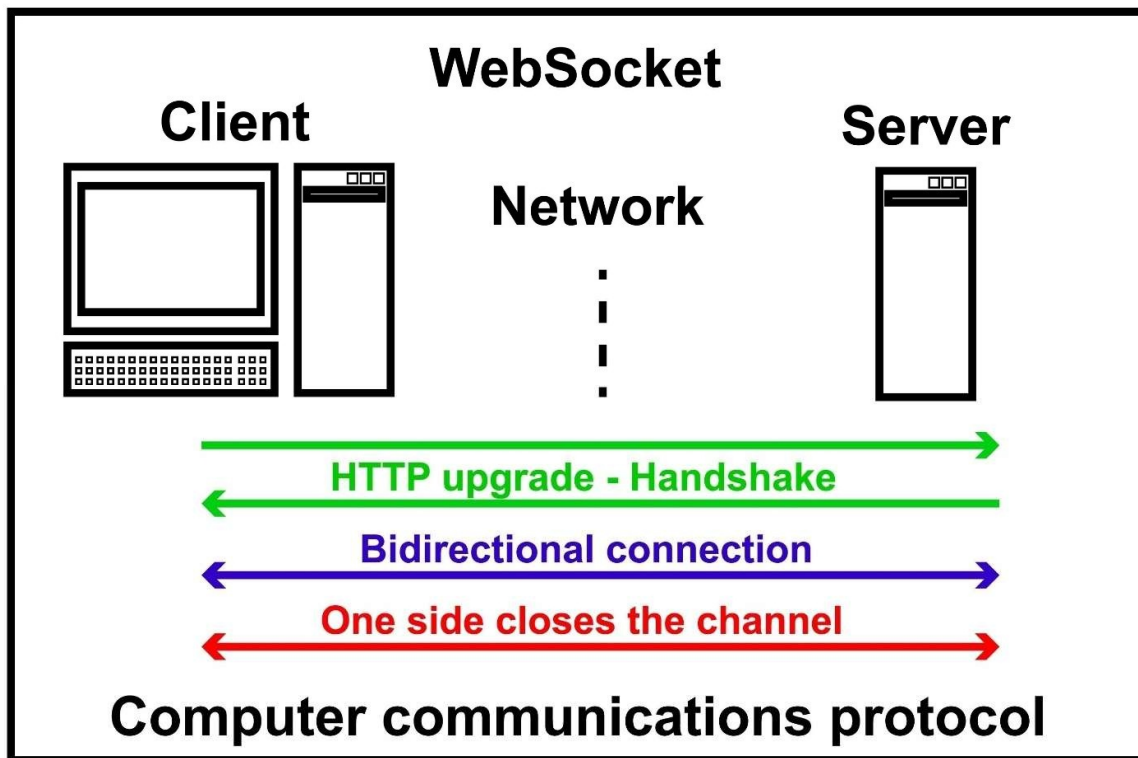 WebSocket
Client
Server
Network
HTTP upgrade - Handshake
Bidirectional connection
One side closes the channel
Computer communications protocol